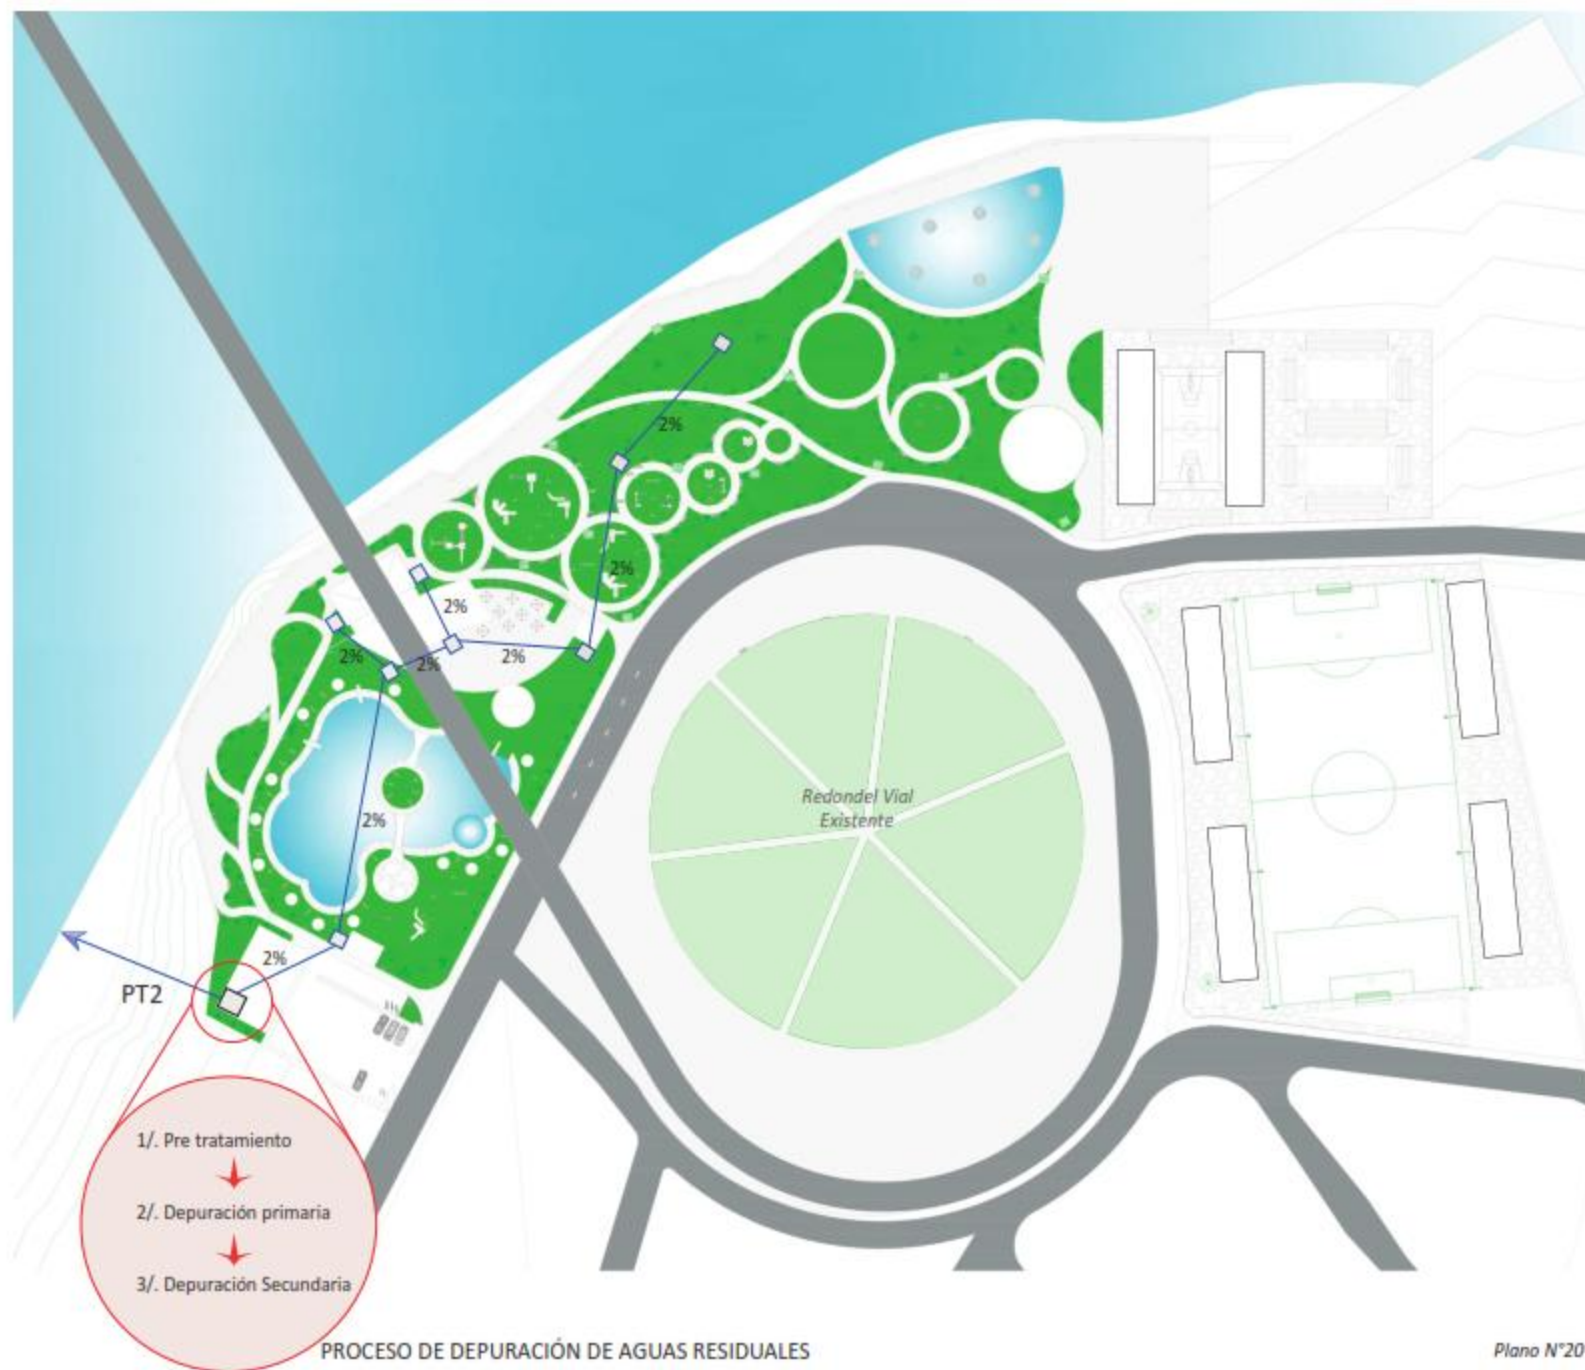 2%
2%
2%
2%
2%
2%
Redondel Vial
Existente
2%
2%
PT2
1/. Pre tratamiento
2/. Depuración primaria
3/. Depuración Secundaria
PROCESO DE DEPURACIÓN DE AGUAS RESIDUALES
Plano N°20